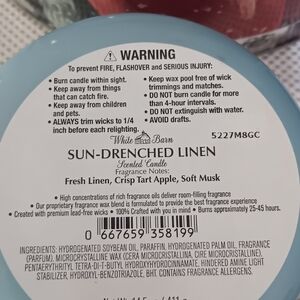 ⚠ WARNING
To prevent FIRE, FLASHOVER and SERIOUS INJURY:
• Burn candle within sight.
• Keep away from things
that can catch fire.
• Keep away from children
and pets.
• ALWAYS trim wicks to 1/4
inch before each relighting.
• Keep wax pool free of wick
trimmings and matches.
• DO NOT burn candle for more
than 4-hour intervals.
• DO NOT extinguish with water.
• AVOID drafts.
White Barn
5227M8GC
SUN-DRENCHED LINEN
Scented Candle
Fragrance Notes:
Fresh Linen, Crisp Tart Apple, Soft Musk
• High concentrations of rich fragrance oils deliver room-filling fragrance
• Our proprietary fragrance wax blend is formulated to provide the best fragrance experience
• Created with premium lead-free wicks • 100% Crafted with you in mind • Burns approximately 25-45 hours.
0 667659 358199
INGREDIENTS: HYDROGENATED SOYBEAN OIL, PARAFFIN, HYDROGENATED PALM OIL, FRAGRANCE
(PARFUM), MICROCRYSTALLINE WAX (CERA MICROCRISTALLINA, CIRE MICROCRISTALLINE),
PENTAERYTHRITYL TETRA-DI-T-BUTYL HYDROXYHYDROCINNAMATE, HINDERED AMINE LIGHT
STABILIZER, HYDROXYL-BENZOTRIAZOLE, BHT. CONTAINS FRAGRANCE ALLERGENS.